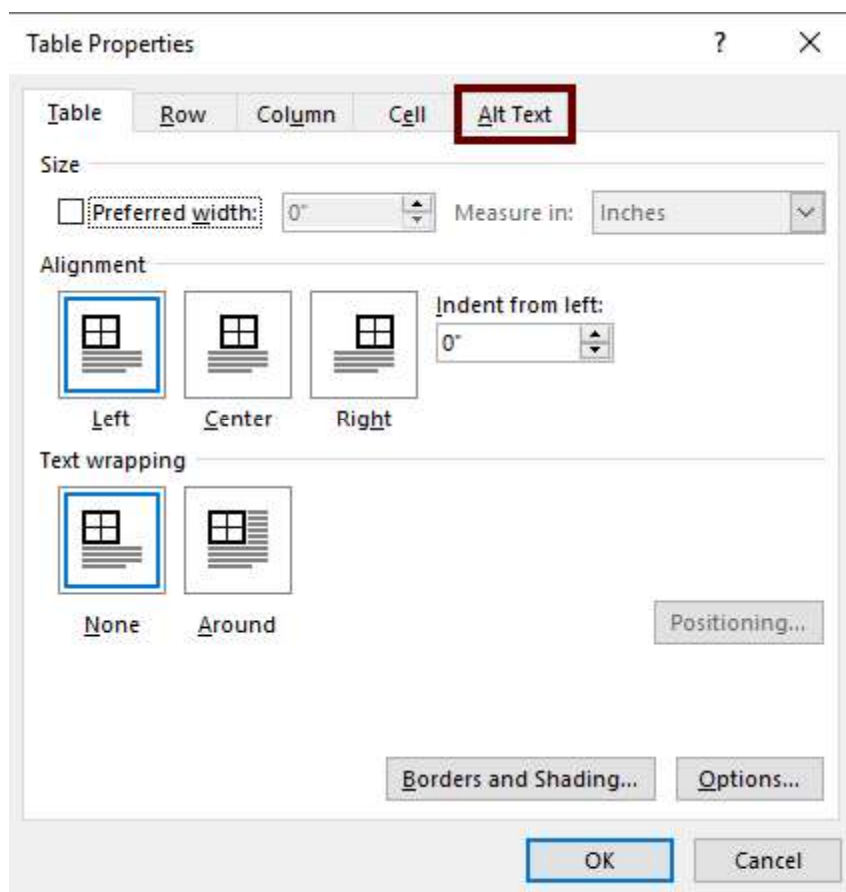 Table Properties ? ×
Table Row Column Cell Alt Text
Size
Preferred width: 0" Measure in: Inches
Alignment
Indent from left:
0"
Left Center Right
Text wrapping
None Around
Positioning...
Borders and Shading... Options...
OK Cancel